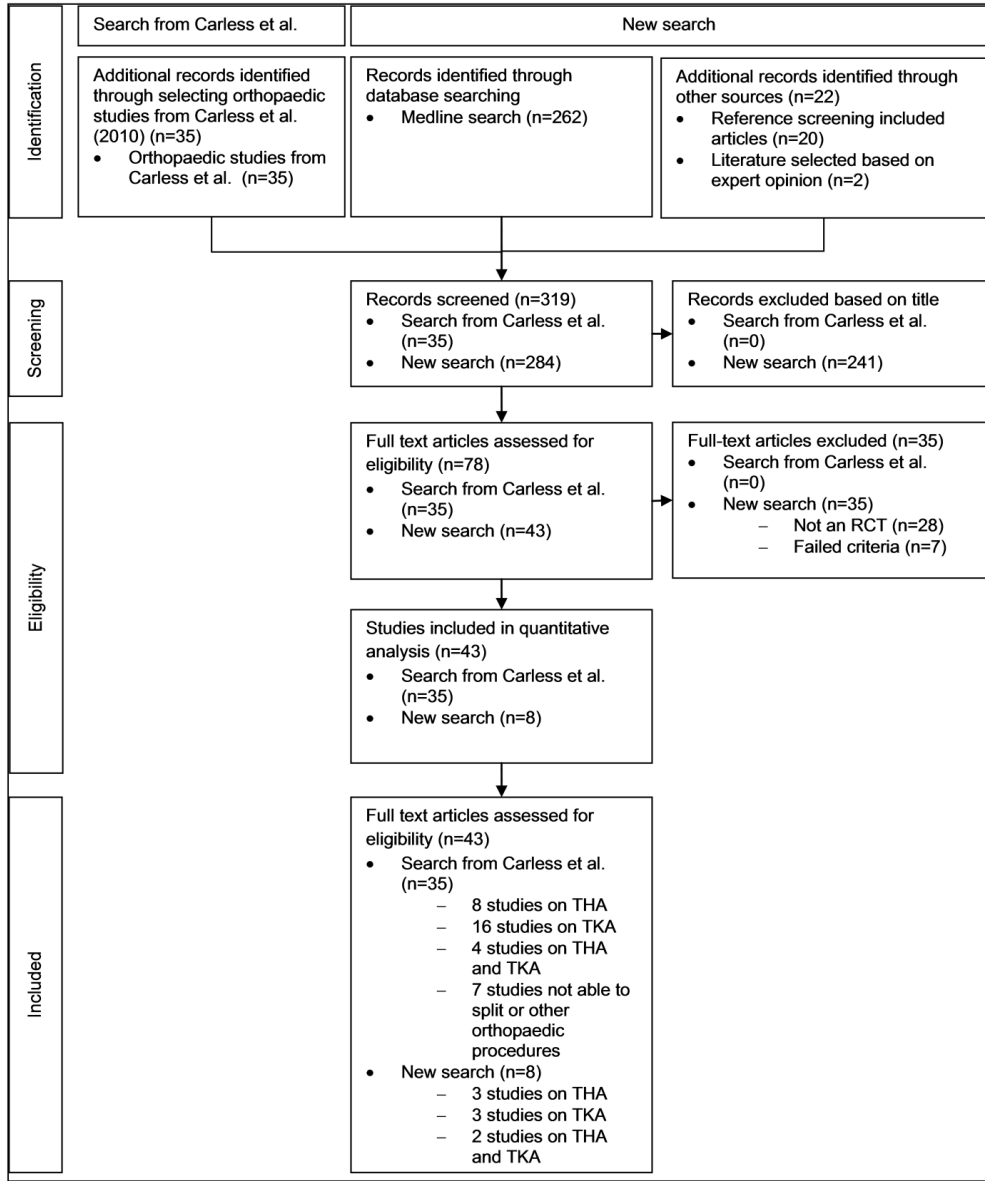 Search from Carless et al.
New search
Identification
Additional records identified
through selecting orthopaedic
studies from Carless et al.
(2010) (n=35)
• Orthopaedic studies from
Carless et al. (n=35)
Records identified through
database searching
• Medline search (n=262)
Additional records identified through
other sources (n=22)
• Reference screening included
articles (n=20)
• Literature selected based on
expert opinion (n=2)
Screening
Records screened (n=319)
• Search from Carless et al.
(n=35)
• New search (n=284)
Records excluded based on title
• Search from Carless et al.
(n=0)
• New search (n=241)
Eligibility
Full text articles assessed for
eligibility (n=78)
• Search from Carless et al.
(n=35)
• New search (n=43)
Full-text articles excluded (n=35)
• Search from Carless et al.
(n=0)
• New search (n=35)
– Not an RCT (n=28)
– Failed criteria (n=7)
Studies included in quantitative
analysis (n=43)
• Search from Carless et al.
(n=35)
• New search (n=8)
Included
Full text articles assessed for
eligibility (n=43)
• Search from Carless et al.
(n=35)
– 8 studies on THA
– 16 studies on TKA
– 4 studies on THA
and TKA
– 7 studies not able to
split or other
orthopaedic
procedures
• New search (n=8)
– 3 studies on THA
– 3 studies on TKA
– 2 studies on THA
and TKA